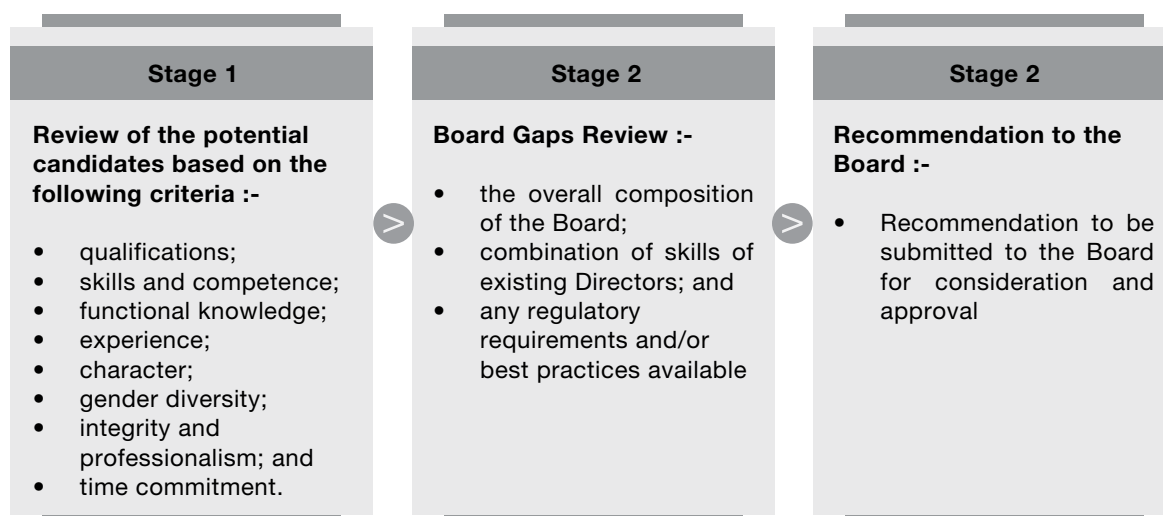 Stage 1
Review of the potential
candidates based on the
following criteria :-
• qualifications;
• skills and competence;
• functional knowledge;
• experience;
• character;
• gender diversity;
• integrity and
professionalism; and
• time commitment.
>
Stage 2
Board Gaps Review :-
• the overall composition
of the Board;
• combination of skills of
existing Directors; and
• any regulatory
requirements and/or
best practices available
>
Stage 2
Recommendation to the
Board :-
• Recommendation to be
submitted to the Board
for consideration and
approval